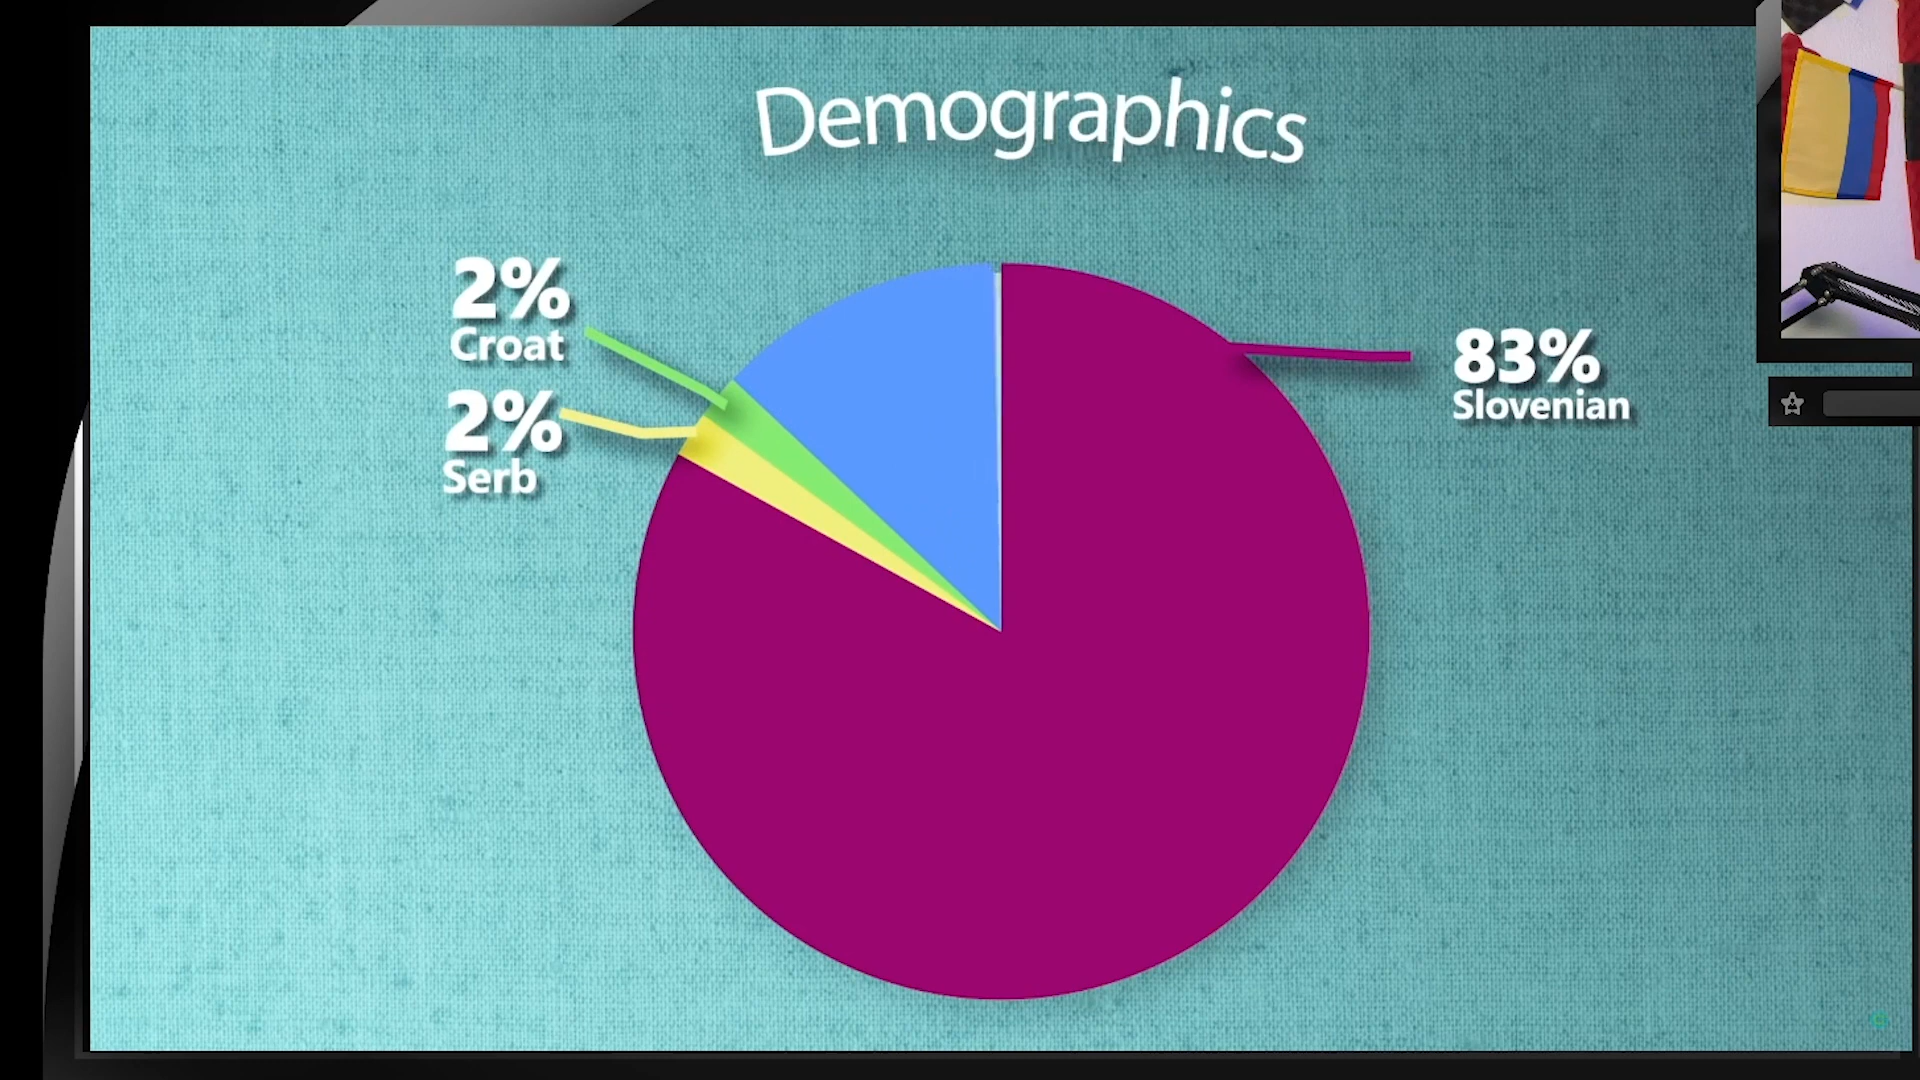 Demographics
2%
Croat
2%
Serb
83%
Slovenian